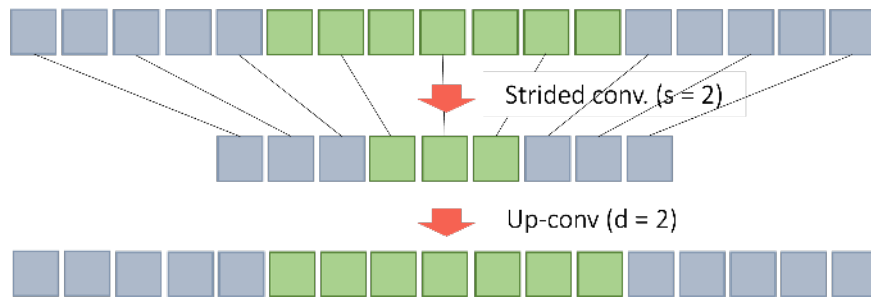 Strided conv. (s = 2)
Up-conv (d = 2)